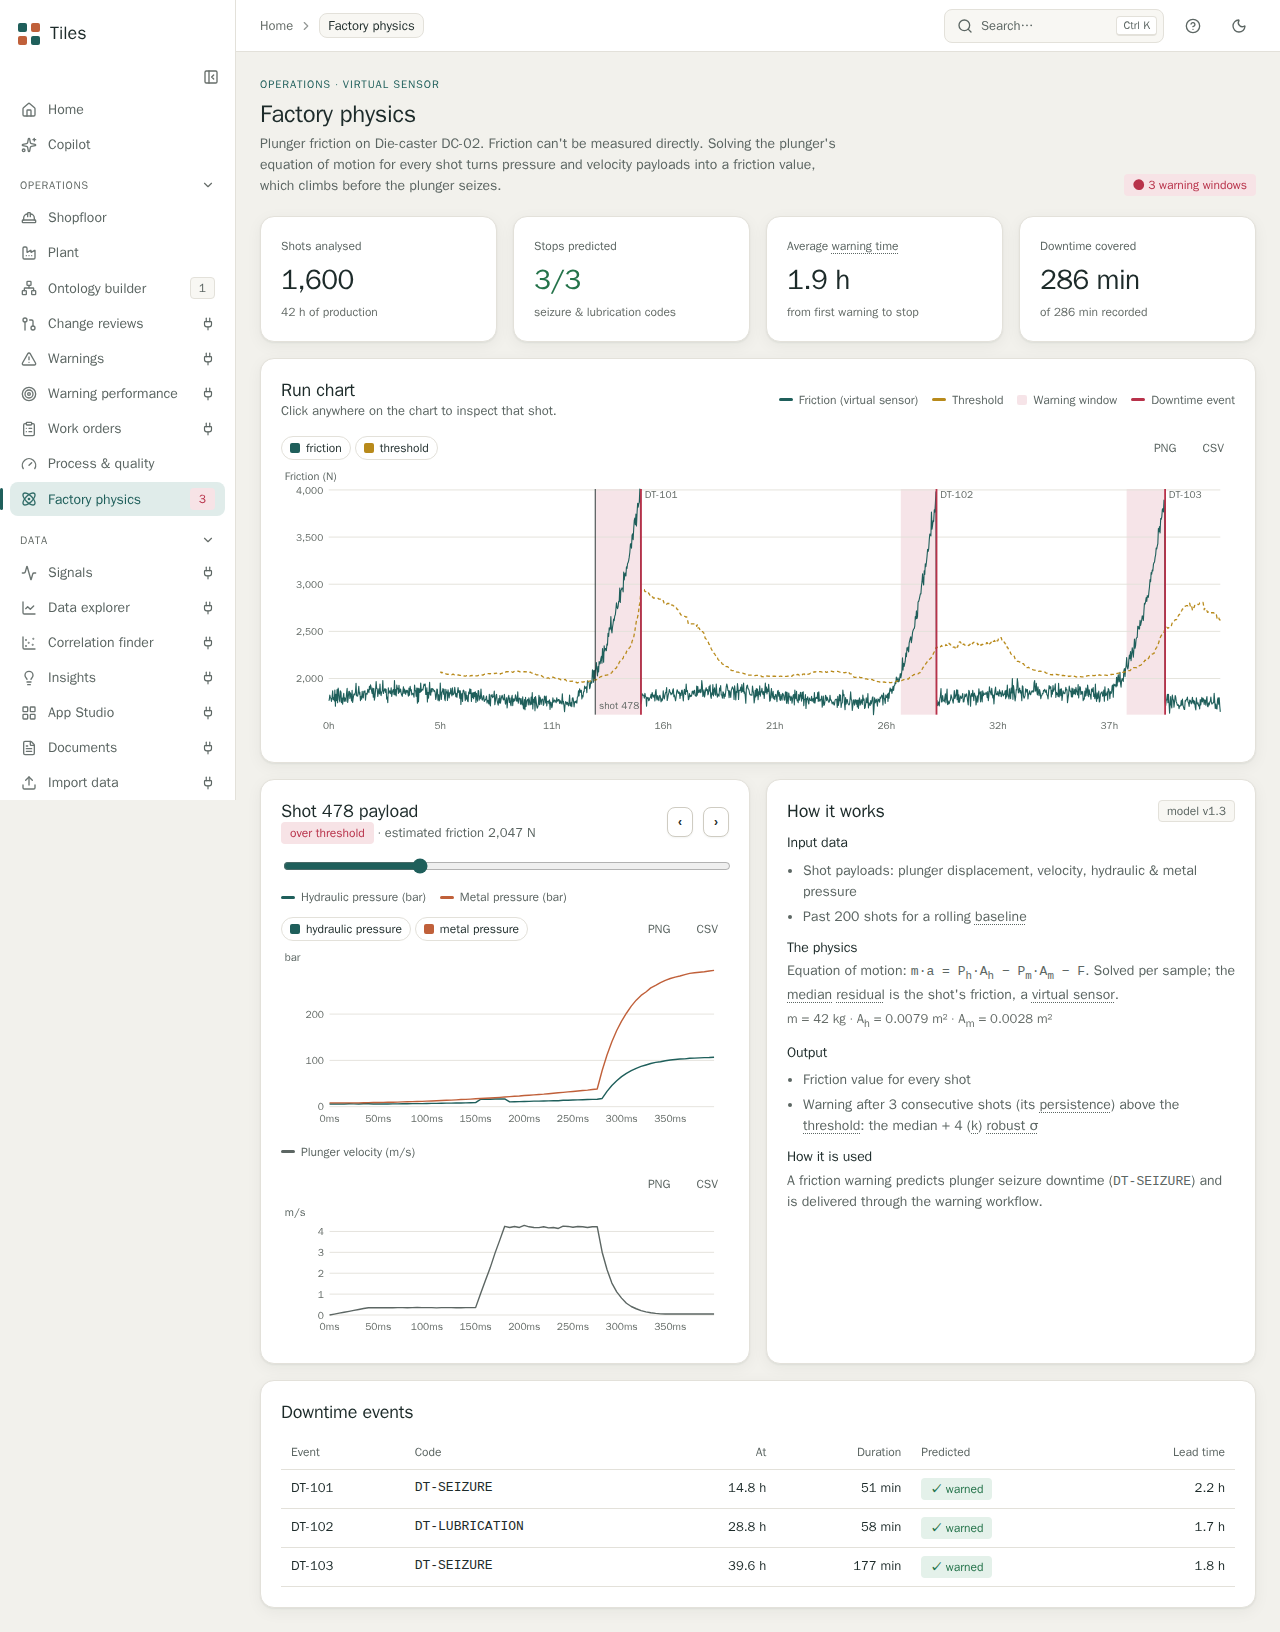 Tiles
Home
Copilot
OPERATIONS
Shopfloor
Plant
Ontology builder 1
Change reviews
Warnings
Warning performance
Work orders
Process & quality
Factory physics 3
DATA
Signals
Data explorer
Correlation finder
Insights
App Studio
Documents
Import data
Home Factory physics
Search… Ctrl K
OPERATIONS · VIRTUAL SENSOR
Factory physics
Plunger friction on Die-caster DC-02. Friction can't be measured directly. Solving the plunger's
equation of motion for every shot turns pressure and velocity payloads into a friction value,
which climbs before the plunger seizes.
3 warning windows
Shots analysed
1,600
42 h of production
Stops predicted
3/3
seizure & lubrication codes
Average warning time
1.9 h
from first warning to stop
Downtime covered
286 min
of 286 min recorded
Run chart
Click anywhere on the chart to inspect that shot.
Friction (virtual sensor) Threshold Warning window Downtime event
friction threshold
PNG CSV
Friction (N)
4,000
3,500
3,000
2,500
2,000
DT-101
DT-102
DT-103
shot 478
0h 5h 11h 16h 21h 26h 32h 37h
Shot 478 payload
over threshold · estimated friction 2,047 N
‹ ›
Hydraulic pressure (bar) Metal pressure (bar)
hydraulic pressure metal pressure
PNG CSV
bar
200
100
0
0ms 50ms 100ms 150ms 200ms 250ms 300ms 350ms
Plunger velocity (m/s)
PNG CSV
m/s
4
3
2
1
0
0ms 50ms 100ms 150ms 200ms 250ms 300ms 350ms
How it works
model v1.3
Input data
• Shot payloads: plunger displacement, velocity, hydraulic & metal
pressure
• Past 200 shots for a rolling baseline
The physics
Equation of motion: m·a = Ph·Ah − Pm·Am − F. Solved per sample; the
median residual is the shot's friction, a virtual sensor.
m = 42 kg · Ah = 0.0079 m² · Am = 0.0028 m²
Output
• Friction value for every shot
• Warning after 3 consecutive shots (its persistence) above the
threshold: the median + 4 (k) robust σ
How it is used
A friction warning predicts plunger seizure downtime (DT-SEIZURE) and
is delivered through the warning workflow.
Downtime events
Event Code At Duration Predicted Lead time
DT-101 DT-SEIZURE 14.8 h 51 min ✓ warned 2.2 h
DT-102 DT-LUBRICATION 28.8 h 58 min ✓ warned 1.7 h
DT-103 DT-SEIZURE 39.6 h 177 min ✓ warned 1.8 h